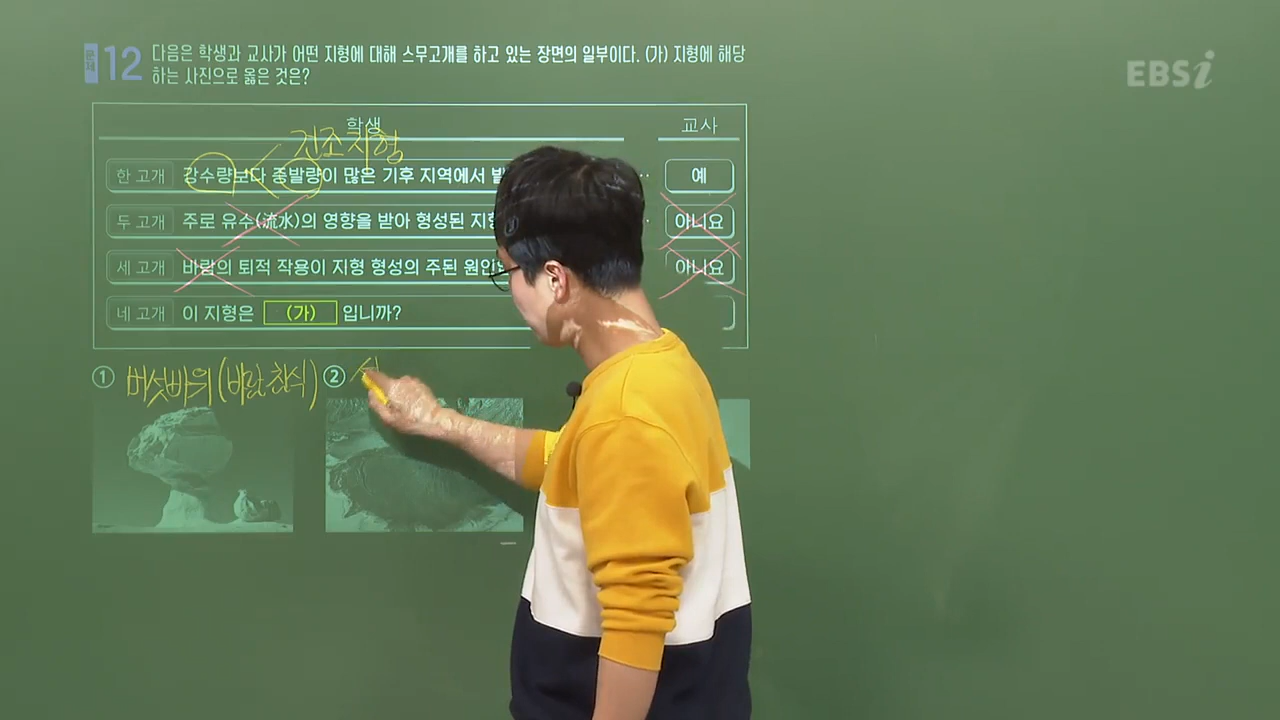 문제 12 다음은 학생과 교사가 어떤 지형에 대해 스무고개를 하고 있는 장면의 일부이다. (가) 지형에 해당
하는 사진으로 옳은 것은?
EBSi
학생 교사
건조 지형
한 고개 강수량보다 증발량이 많은 기후 지역에서 예
두 고개 주로 유수(流水)의 영향을 받아 형성된 아니요
세 고개 바람의 퇴적 작용이 지형 형성의 주된 아니요
네 고개 이 지형은 (가) 입니까?
① 버섯바위 (바람, 침식) ②